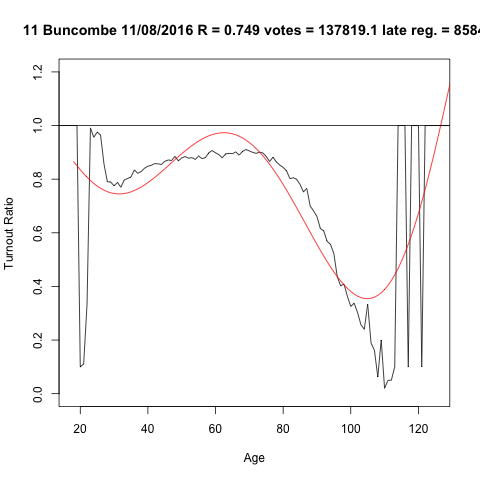 11 Buncombe 11/08/2016 R = 0.749 votes = 137819.1 late reg. = 8584
Turnout Ratio
0.0 0.2 0.4 0.6 0.8 1.0 1.2
20 40 60 80 100 120
Age